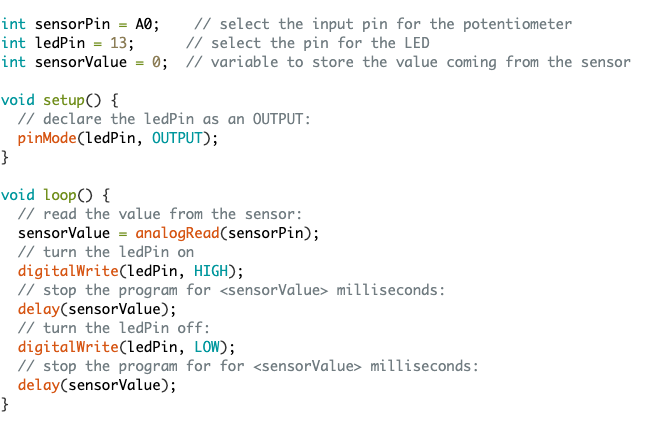 int sensorPin = A0;    // select the input pin for the potentiometer
int ledPin = 13;      // select the pin for the LED
int sensorValue = 0;  // variable to store the value coming from the sensor

void setup() {
  // declare the ledPin as an OUTPUT:
  pinMode(ledPin, OUTPUT);
}

void loop() {
  // read the value from the sensor:
  sensorValue = analogRead(sensorPin);
  // turn the ledPin on
  digitalWrite(ledPin, HIGH);
  // stop the program for <sensorValue> milliseconds:
  delay(sensorValue);
  // turn the ledPin off:
  digitalWrite(ledPin, LOW);
  // stop the program for for <sensorValue> milliseconds:
  delay(sensorValue);
}